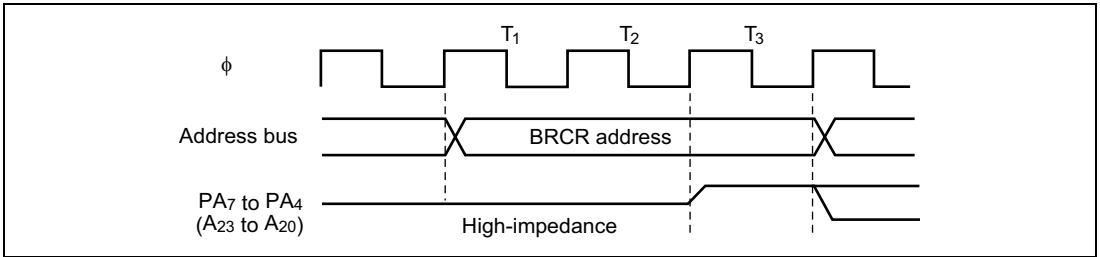 T1 T2 T3
ϕ
Address bus BRCR address
PA7 to PA4
(A23 to A20)
High-impedance